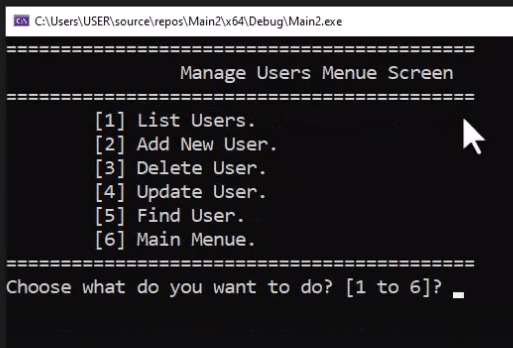 C:\Users\USER\source\repos\Main2\x64\Debug\Main2.exe
===========================================
Manage Users Menue Screen
===========================================
[1] List Users.
[2] Add New User.
[3] Delete User.
[4] Update User.
[5] Find User.
[6] Main Menue.
===========================================
Choose what do you want to do? [1 to 6]? _